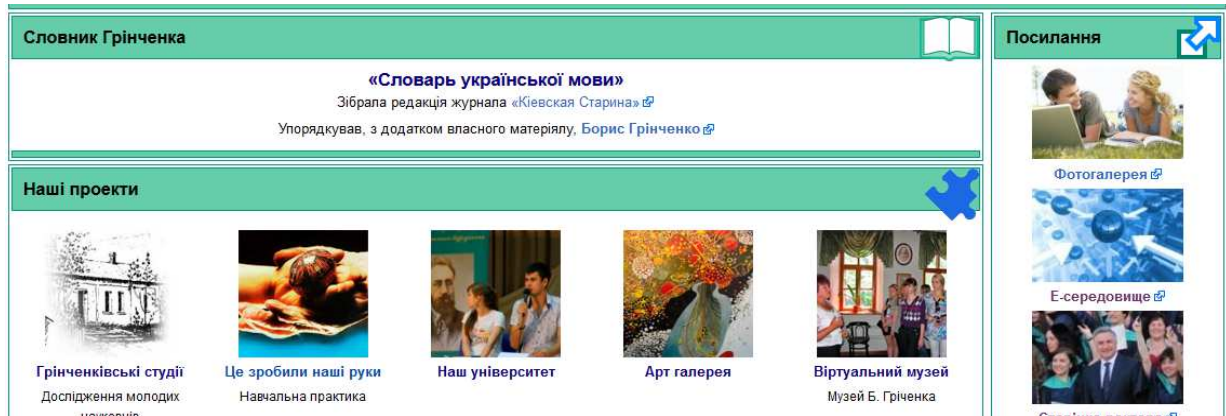 Словник Грінченка
«Словарь української мови»
Зібрала редакція журнала «Кіевская Старина»
Упорядкував, з додатком власного матеріялу, Борис Грінченко
Наші проекти
Грінченківські студії
Дослідження молодих
Це зробили наші руки
Навчальна практика
Наш університет
Арт галерея
Віртуальний музей
Музей Б. Гріченка
Посилання
Фотогалерея
Е-середовище